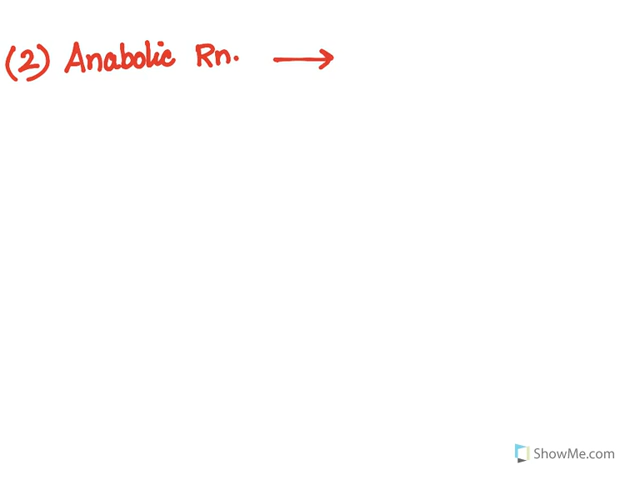 (2) Anabolic Rn. →
ShowMe.com